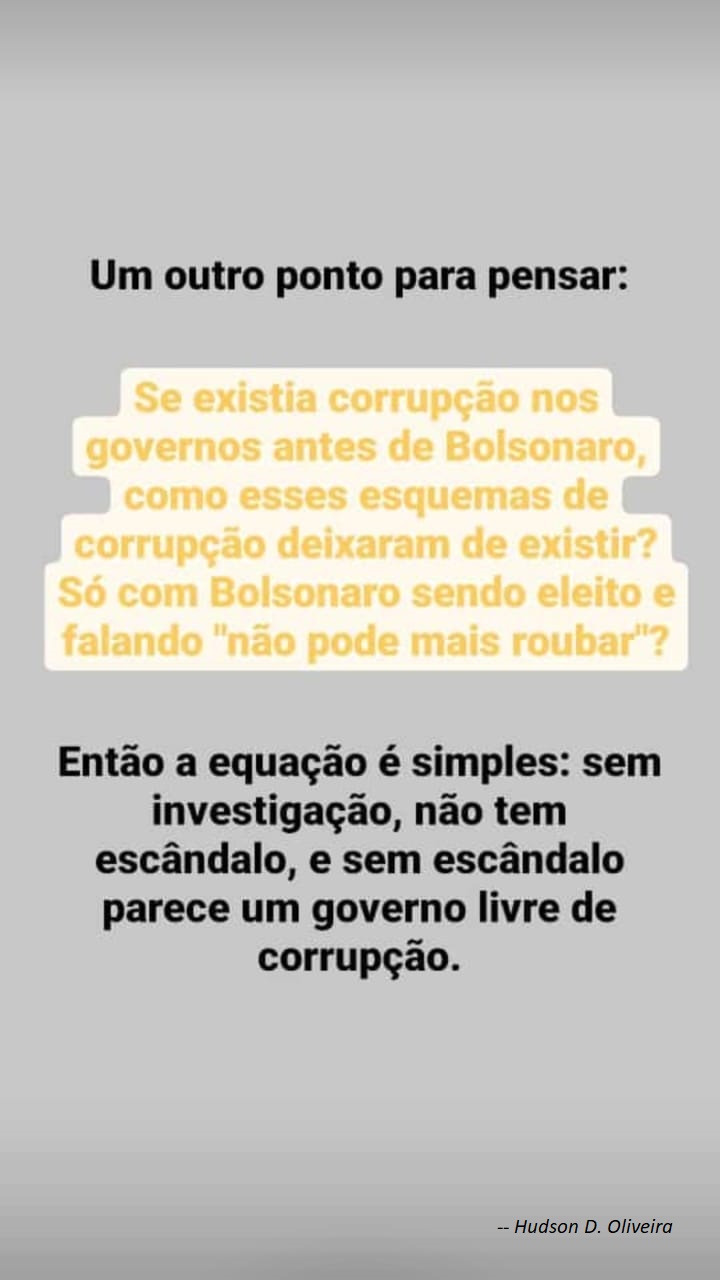 Um outro ponto para pensar:
Se existia corrupção nos
governos antes de Bolsonaro,
como esses esquemas de
corrupção deixaram de existir?
Só com Bolsonaro sendo eleito e
falando "não pode mais roubar"?
Então a equação é simples: sem
investigação, não tem
escândalo, e sem escândalo
parece um governo livre de
corrupção.
-- Hudson D. Oliveira